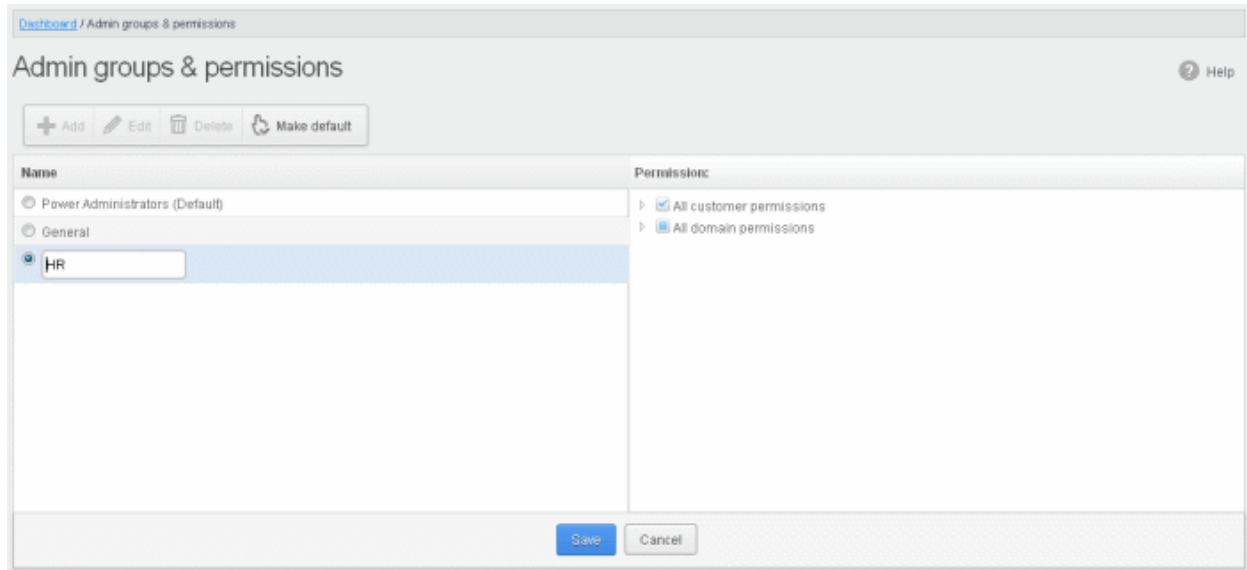 Dashboard / Admin groups & permissions
Admin groups & permissions
Help
Add Edit Delete Make default
Name Permission:
Power Administrators (Default) All customer permissions
General All domain permissions
HR
Save Cancel